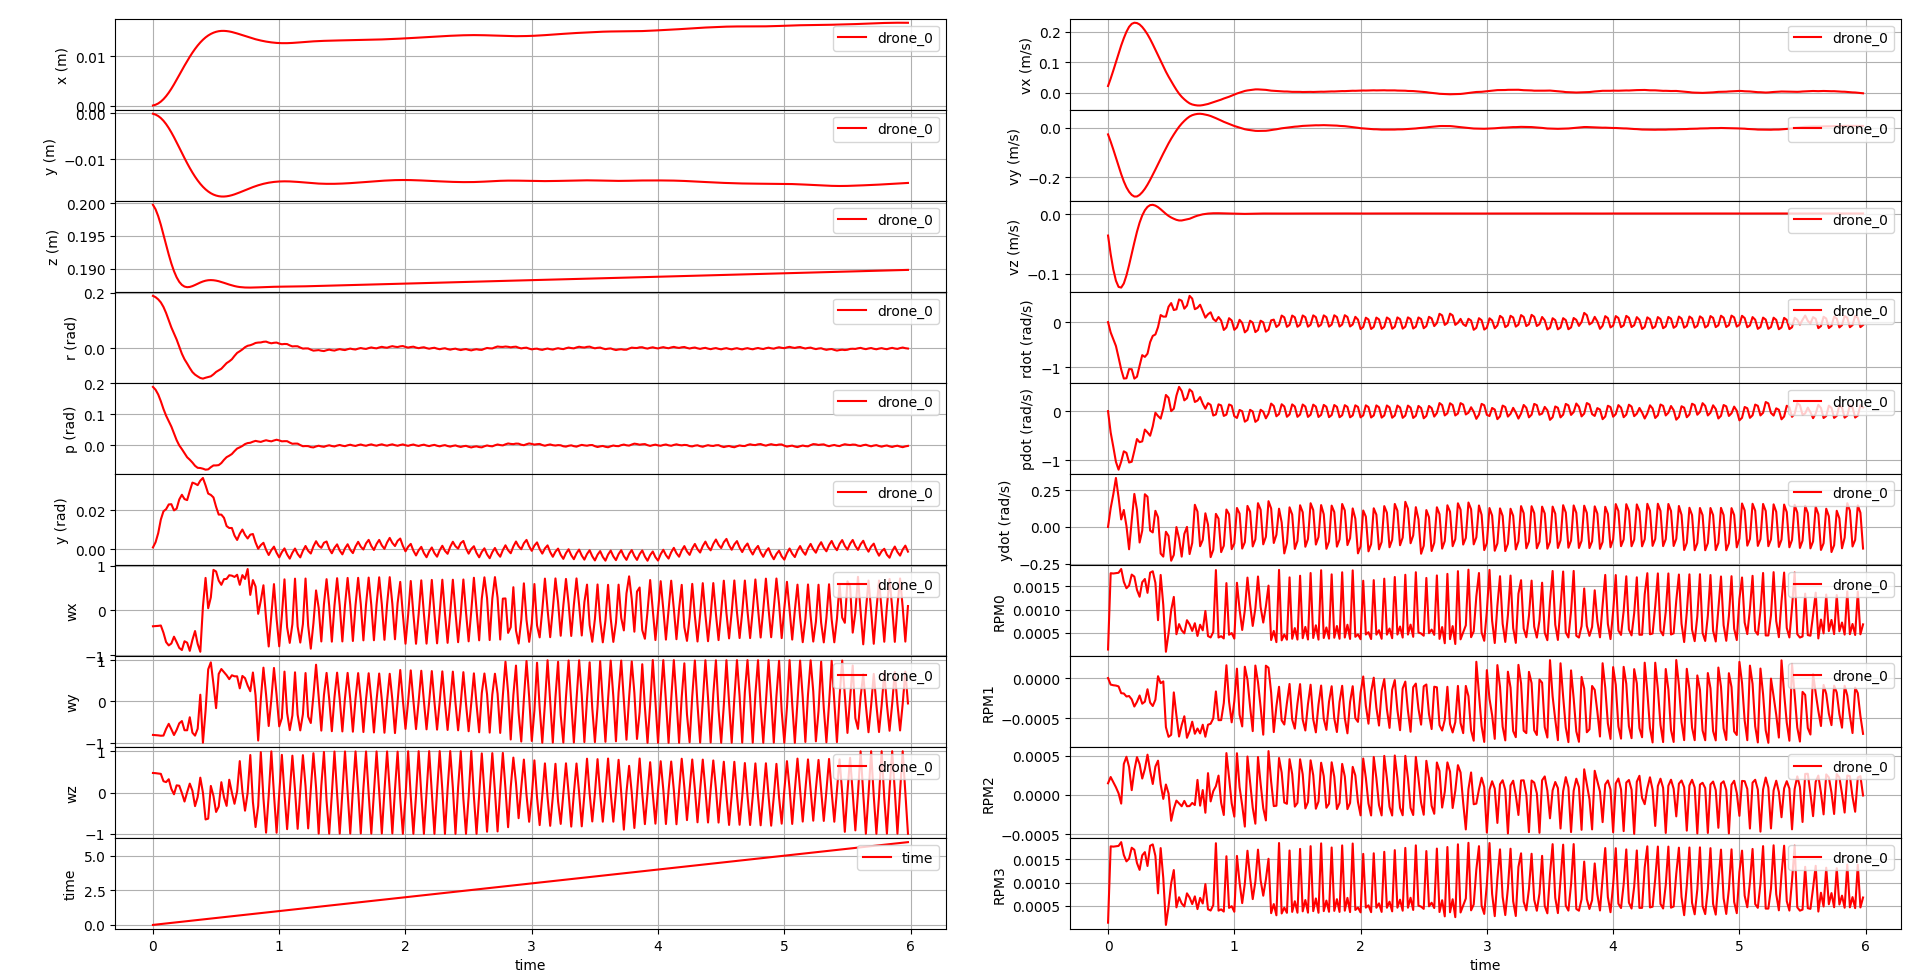 x (m)
0.01
0.00
drone_0
y (m)
0.00
−0.01
drone_0
z (m)
0.200
0.195
0.190
drone_0
r (rad)
0.2
0.0
drone_0
p (rad)
0.2
0.1
0.0
drone_0
y (rad)
0.02
0.00
drone_0
wx
1
0
−1
drone_0
wy
1
0
−1
drone_0
wz
1
0
−1
drone_0
time
5.0
2.5
0.0
time
0 1 2 3 4 5 6
time
vx (m/s)
0.2
0.1
0.0
drone_0
vy (m/s)
0.0
−0.2
drone_0
vz (m/s)
0.0
−0.1
drone_0
rdot (rad/s)
0
−1
drone_0
pdot (rad/s)
0
−1
drone_0
ydot (rad/s)
0.25
0.00
−0.25
drone_0
RPM0
0.0015
0.0010
0.0005
drone_0
RPM1
0.0000
−0.0005
drone_0
RPM2
0.0005
0.0000
−0.0005
drone_0
RPM3
0.0015
0.0010
0.0005
drone_0
0 1 2 3 4 5 6
time